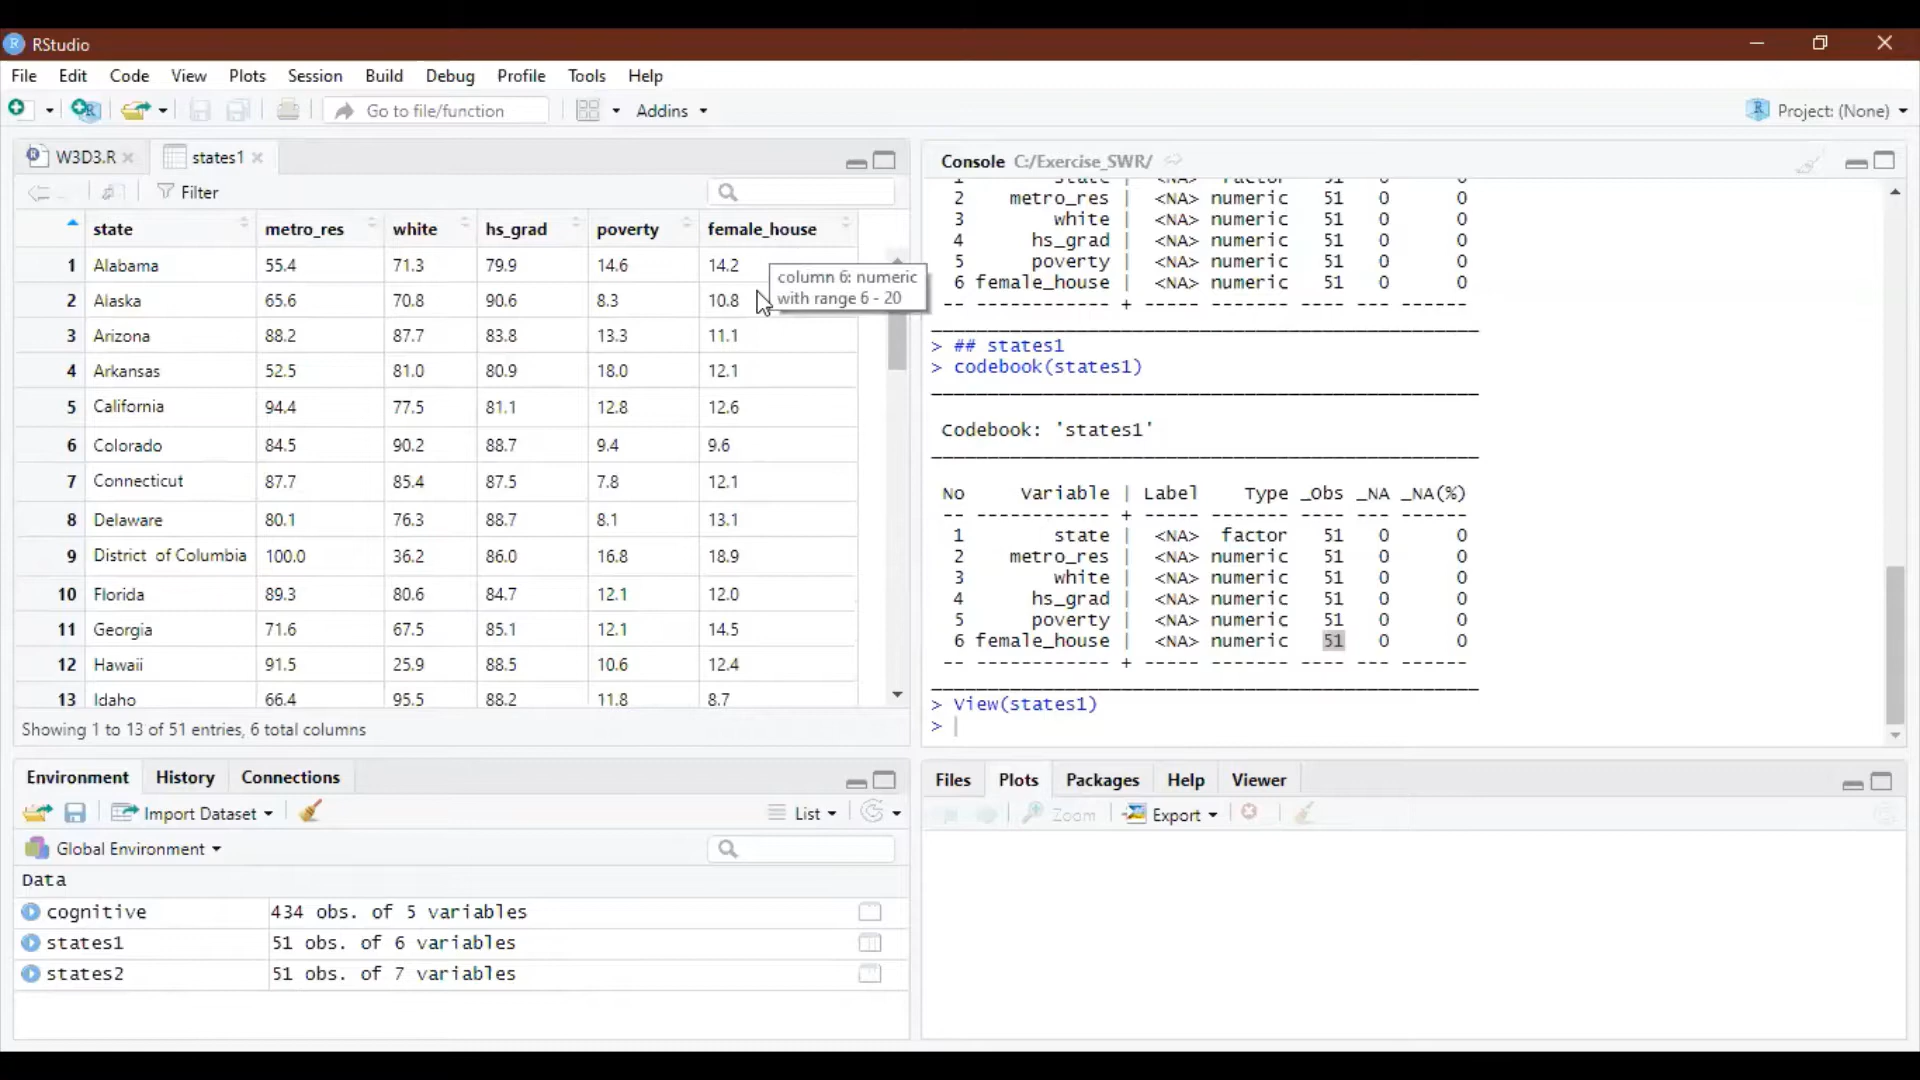 RStudio
File Edit Code View Plots Session Build Debug Profile Tools Help
Go to file/function Addins Project: (None)
W3D3.R states1
Filter
state metro_res white hs_grad poverty female_house
1 Alabama 55.4 71.3 79.9 14.6 14.2
2 Alaska 65.6 70.8 90.6 8.3 10.8
3 Arizona 88.2 87.7 83.8 13.3 11.1
4 Arkansas 52.5 81.0 80.9 18.0 12.1
5 California 94.4 77.5 81.1 12.8 12.6
6 Colorado 84.5 90.2 88.7 9.4 9.6
7 Connecticut 87.7 85.4 87.5 7.8 12.1
8 Delaware 80.1 76.3 88.7 8.1 13.1
9 District of Columbia 100.0 36.2 86.0 16.8 18.9
10 Florida 89.3 80.6 84.7 12.1 12.0
11 Georgia 71.6 67.5 85.1 12.1 14.5
12 Hawaii 91.5 25.9 88.5 10.6 12.4
13 Idaho 66.4 95.5 88.2 11.8 8.7
column 6: numeric
with range 6 - 20
Showing 1 to 13 of 51 entries, 6 total columns
Console C:/Exercise_SWR/
1 state | <NA> factor 51 0 0
2 metro_res | <NA> numeric 51 0 0
3 white | <NA> numeric 51 0 0
4 hs_grad | <NA> numeric 51 0 0
5 poverty | <NA> numeric 51 0 0
6 female_house | <NA> numeric 51 0 0
-- ------------ + ----- ------- ---- --- ------
> ## states1
> codebook(states1)
Codebook: 'states1'
No Variable | Label Type _Obs _NA _NA(%)
-- ------------ + ----- ------- ---- --- ------
1 state | <NA> factor 51 0 0
2 metro_res | <NA> numeric 51 0 0
3 white | <NA> numeric 51 0 0
4 hs_grad | <NA> numeric 51 0 0
5 poverty | <NA> numeric 51 0 0
6 female_house | <NA> numeric 51 0 0
-- ------------ + ----- ------- ---- --- ------
> View(states1)
>
Environment History Connections
Import Dataset List
Global Environment
Data
cognitive 434 obs. of 5 variables
states1 51 obs. of 6 variables
states2 51 obs. of 7 variables
Files Plots Packages Help Viewer
Zoom Export